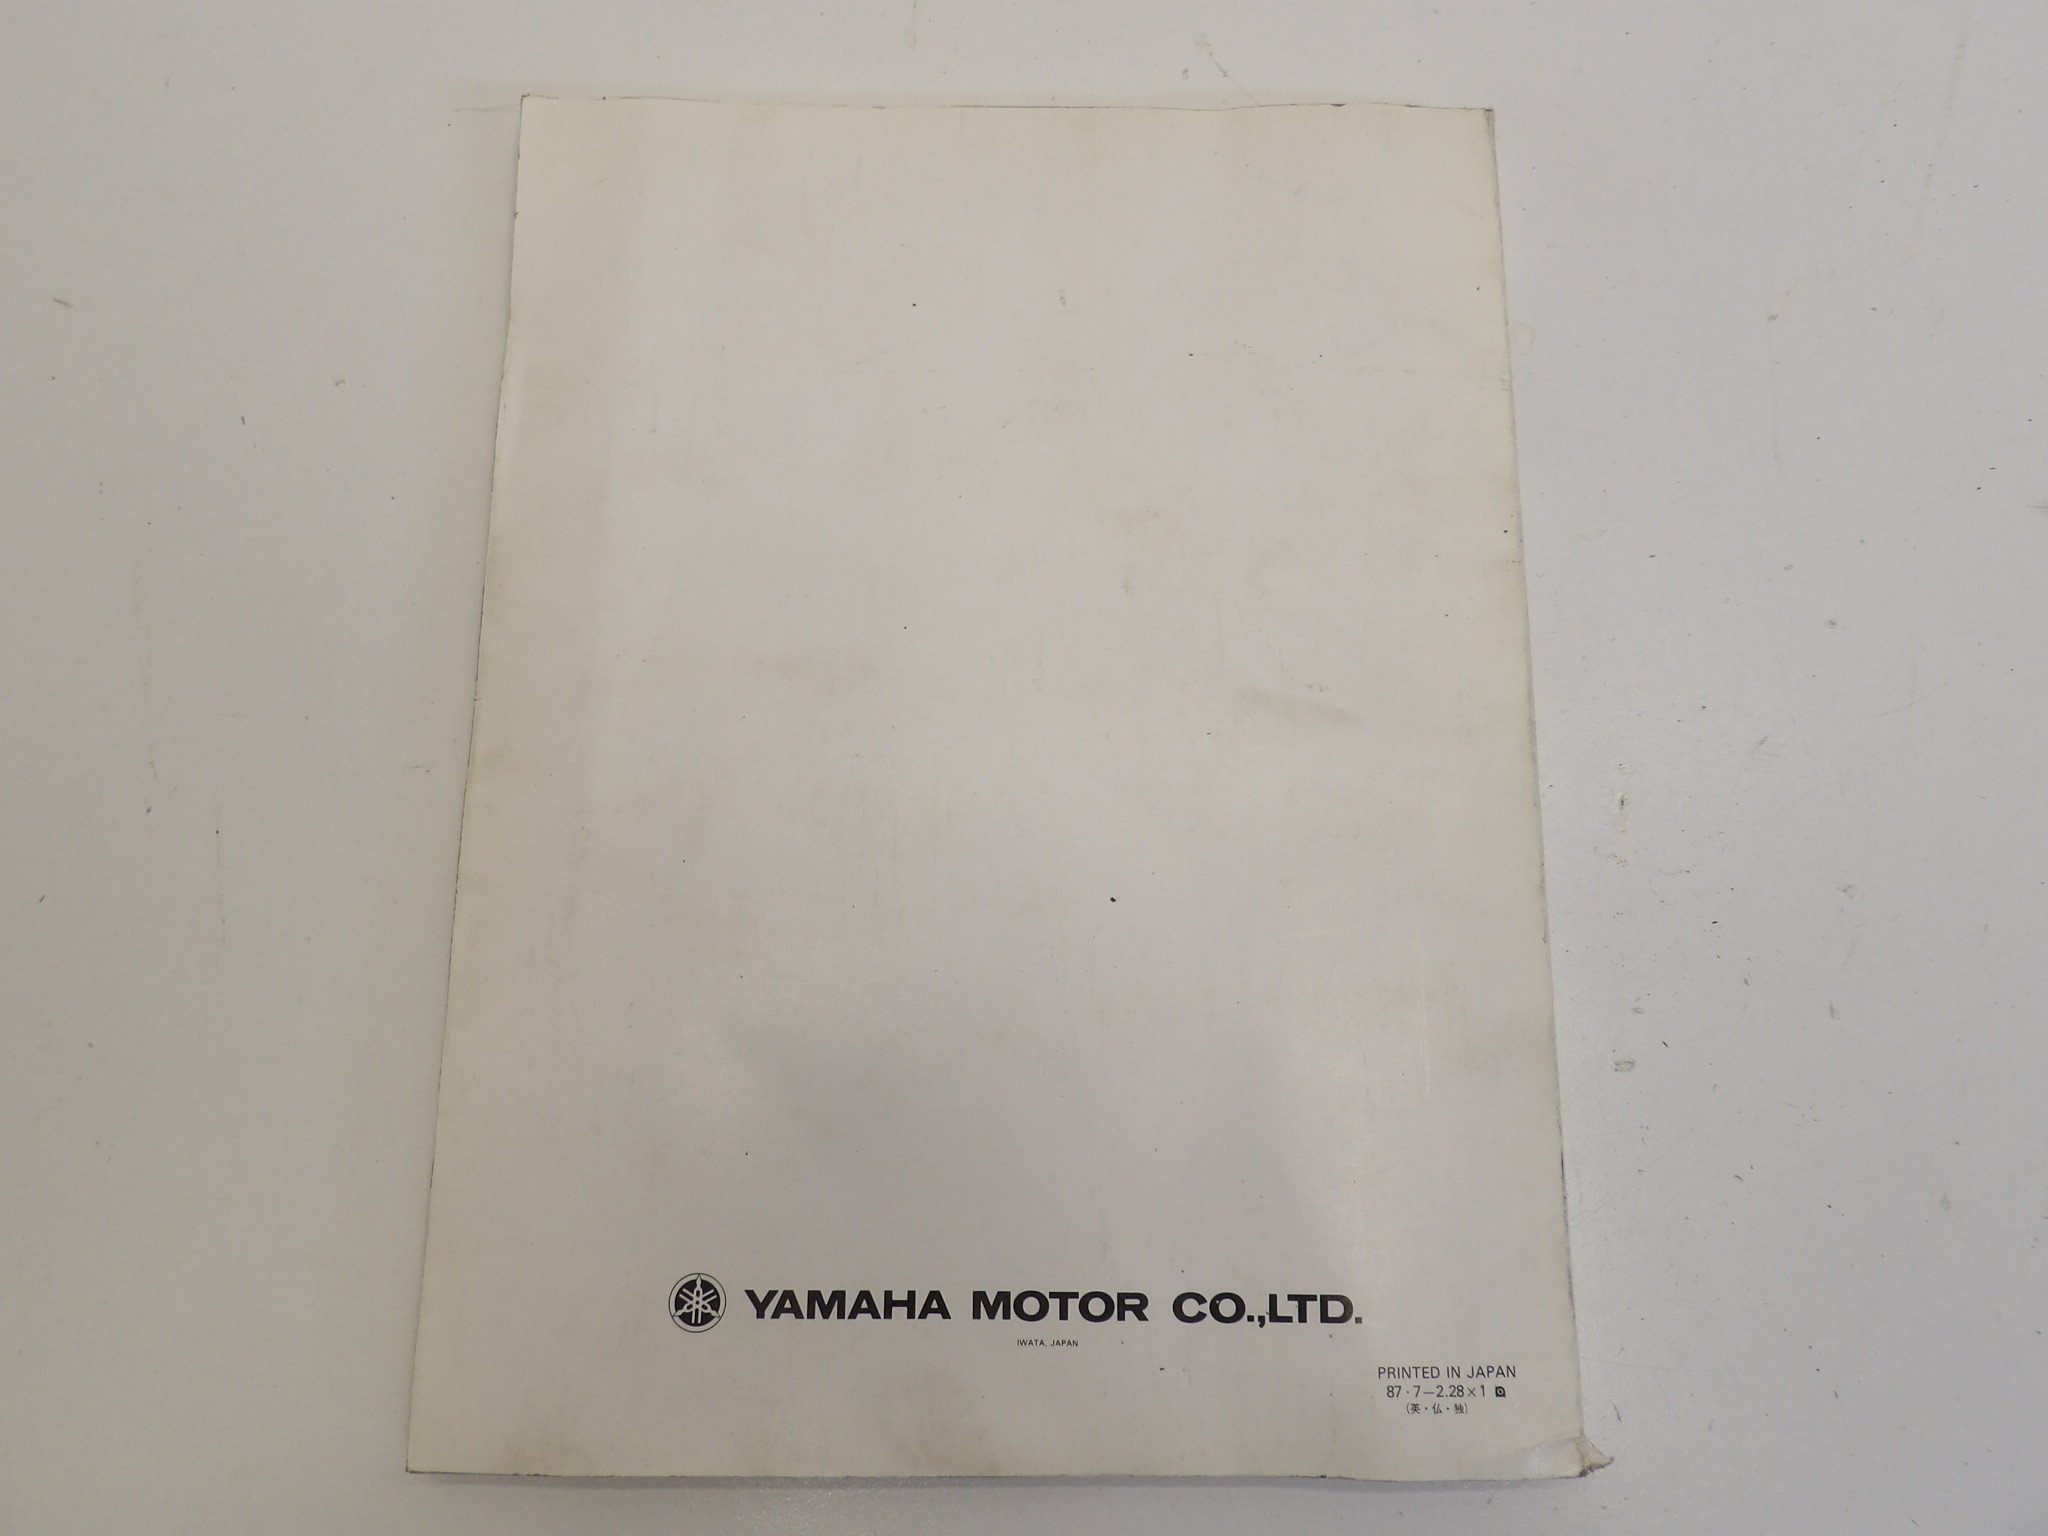 YAMAHA MOTOR CO.,LTD.
IWATA, JAPAN
PRINTED IN JAPAN
87・7−2.28×1
(英・仏・独)